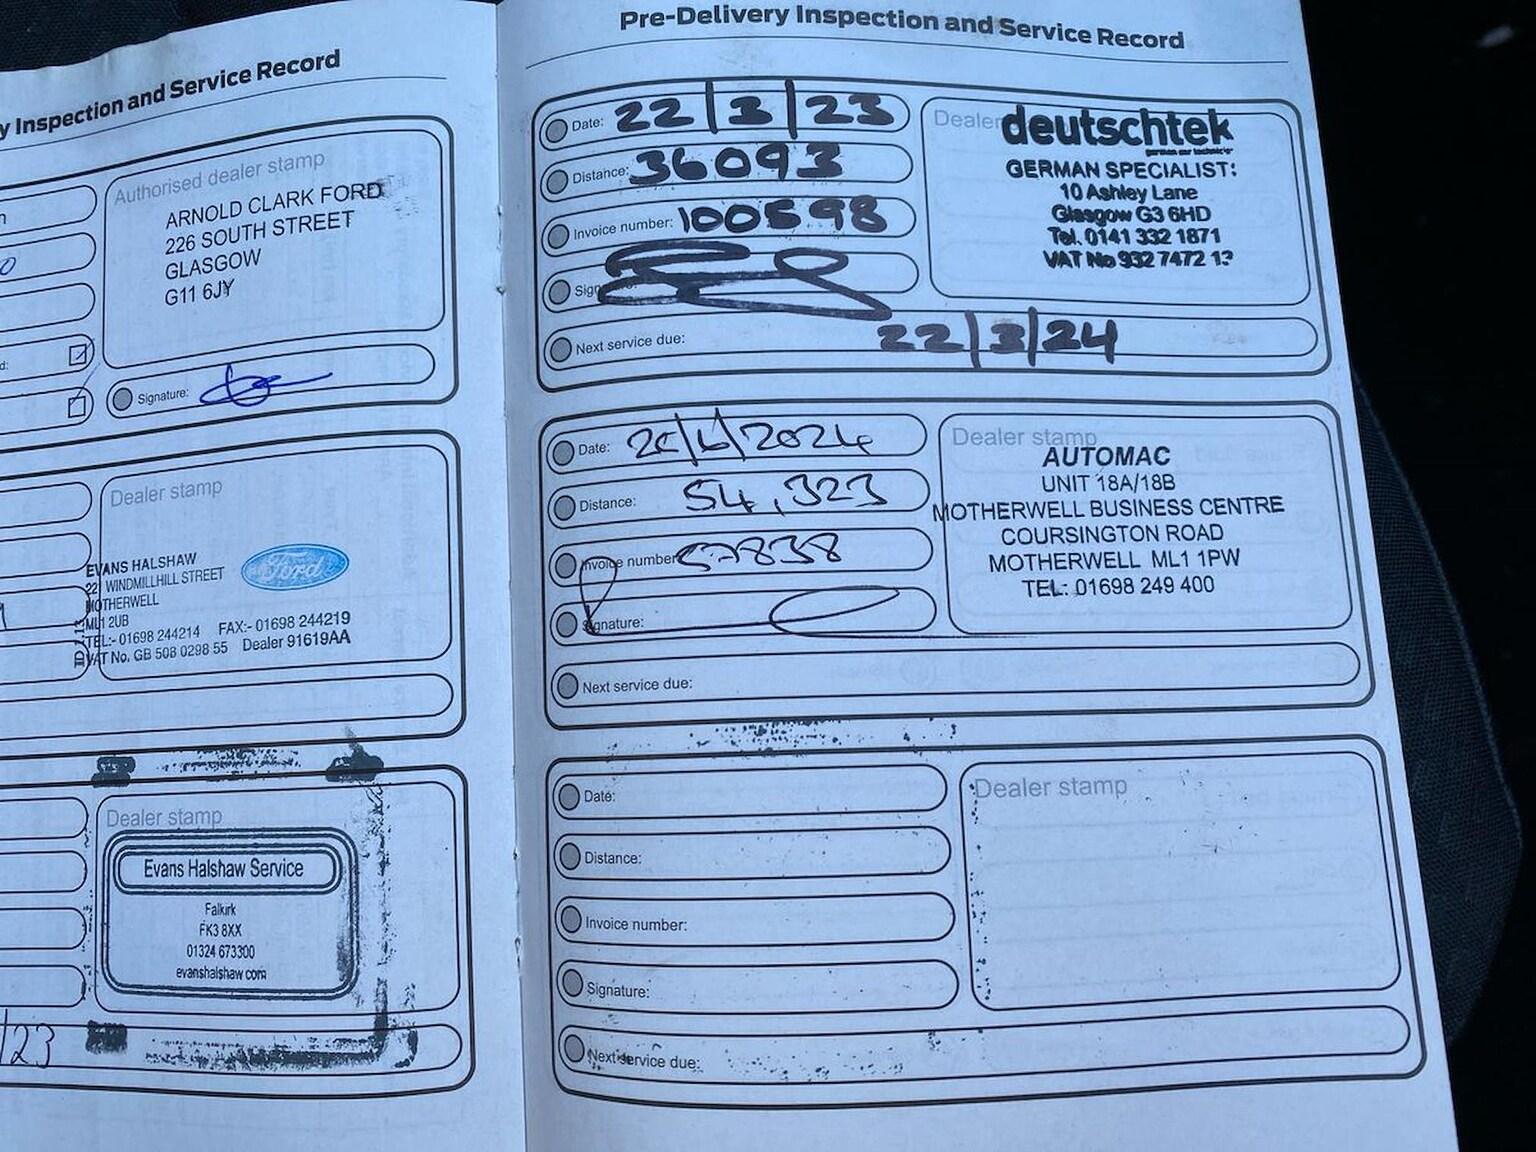 y Inspection and Service Record
Authorised dealer stamp
ARNOLD CLARK FORD
226 SOUTH STREET
GLASGOW
G11 6JY
Signature:
Dealer stamp
EVANS HALSHAW
WINDMILLHILL STREET
MOTHERWELL
ML1 2UB
TEL:- 01698 244214 FAX:- 01698 244219
VAT No. GB 508 0298 55 Dealer 91619AA
Ford
Dealer stamp
Evans Halshaw Service
Falkirk
FK3 8XX
01324 673300
evanshalshaw.com
/23
Pre-Delivery Inspection and Service Record
Date: 22/3/23
Distance: 36093
Invoice number: 100598
Next service due: 22/3/24
Dealer
deutschtek
GERMAN SPECIALIST:
10 Ashley Lane
Glasgow G3 6HD
Tel. 0141 332 1871
VAT No 932 7472 13
Date:
Distance: 54,323
Invoice number 57838
Signature:
Next service due:
Dealer stamp
AUTOMAC
UNIT 18A/18B
MOTHERWELL BUSINESS CENTRE
COURSINGTON ROAD
MOTHERWELL ML1 1PW
TEL: 01698 249 400
Date:
Distance:
Invoice number:
Signature:
Next service due:
Dealer stamp